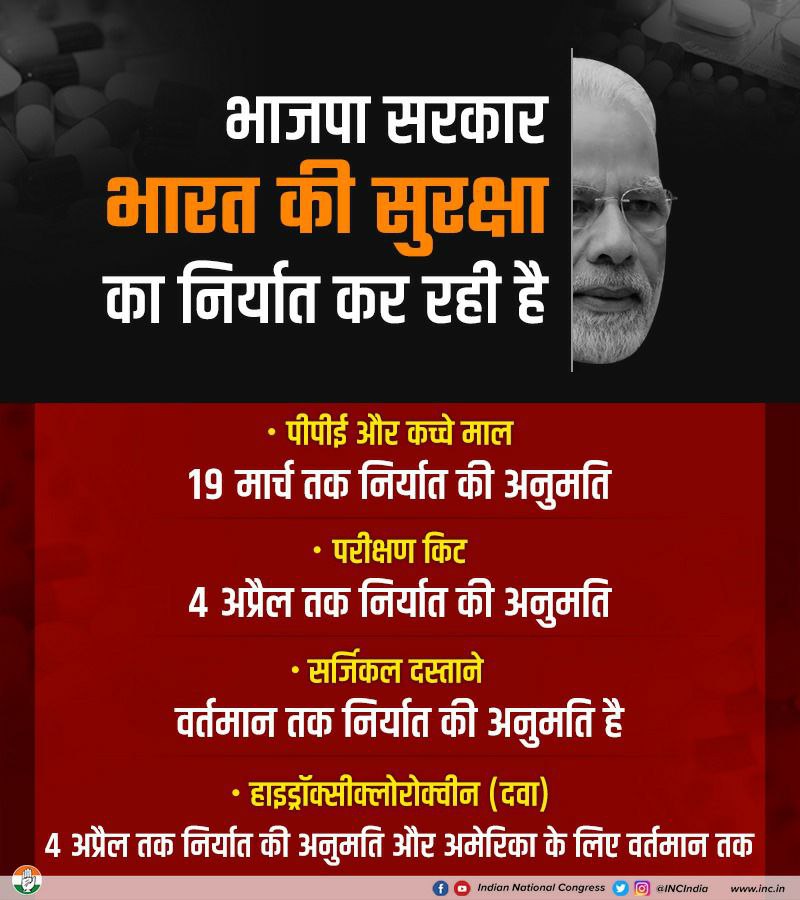 भाजपा सरकार
भारत की सुरक्षा
का निर्यात कर रही है
• पीपीई और कच्चे माल
19 मार्च तक निर्यात की अनुमति
• परीक्षण किट
4 अप्रैल तक निर्यात की अनुमति
• सर्जिकल दस्ताने
वर्तमान तक निर्यात की अनुमति है
• हाइड्रॉक्सीक्लोरोक्वीन (दवा)
4 अप्रैल तक निर्यात की अनुमति और अमेरिका के लिए वर्तमान तक
Indian National Congress @INCIndia www.inc.in